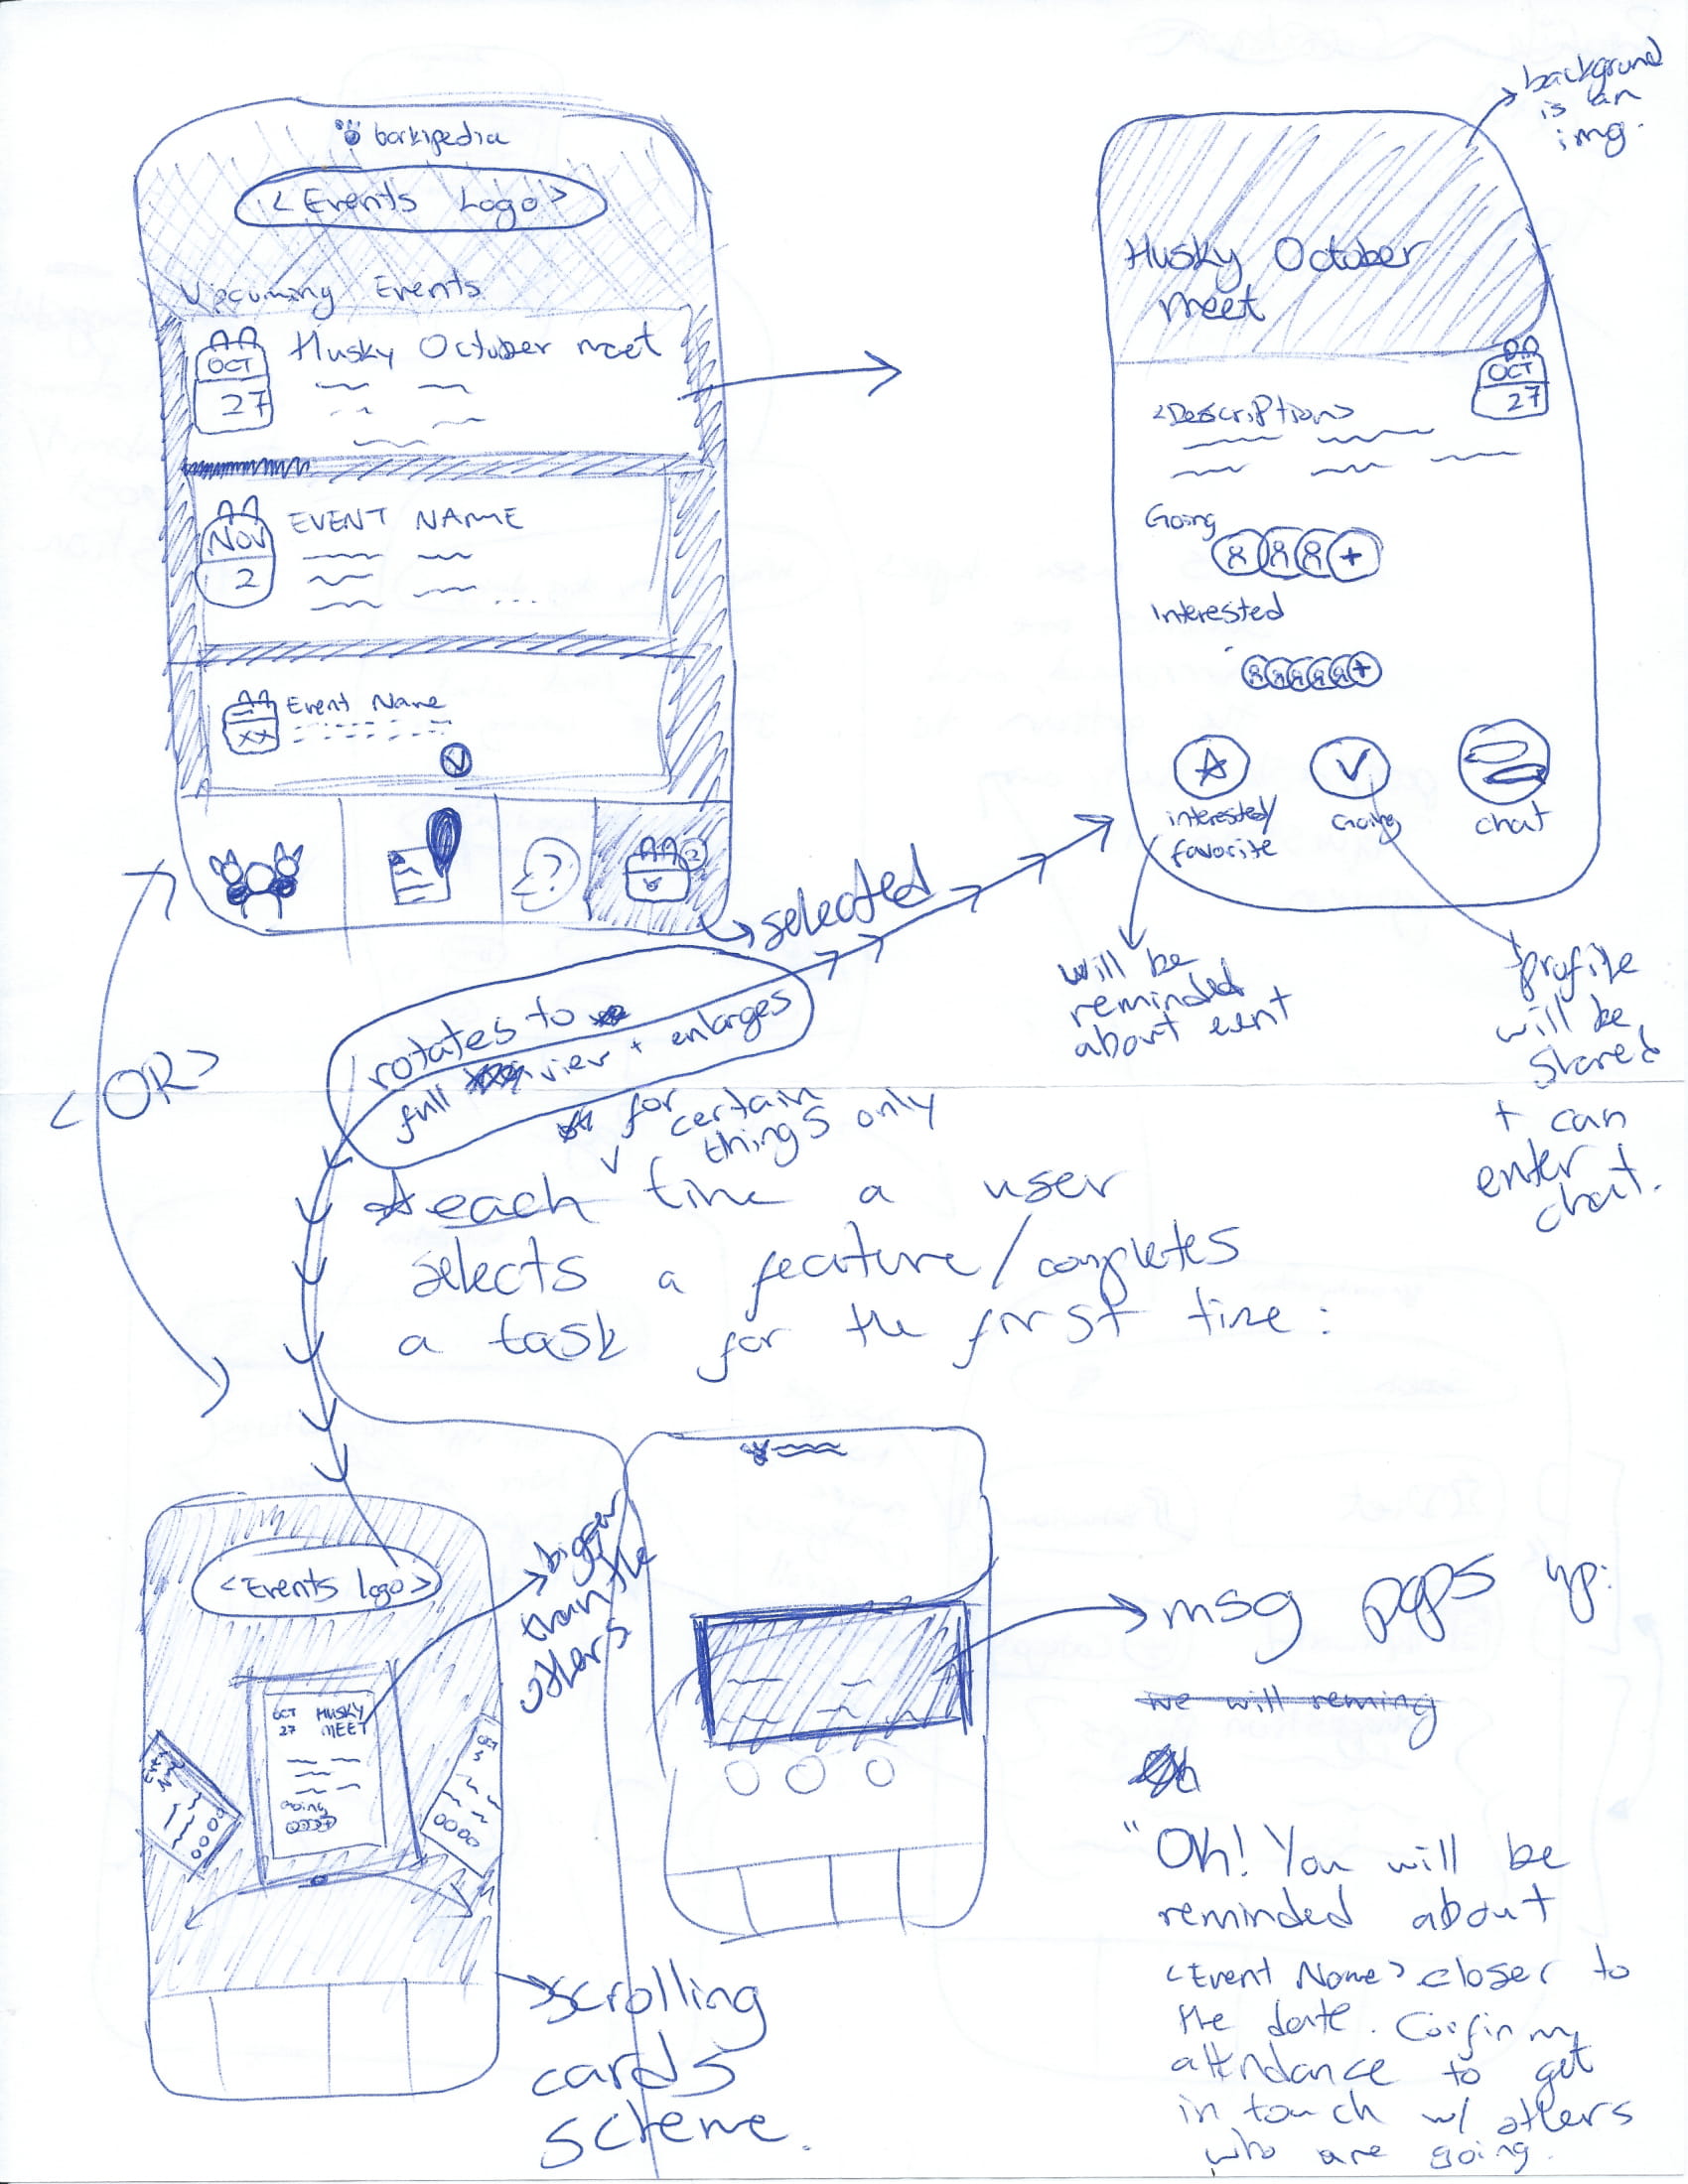 barkipedia
<Events Logo>
Upcoming Events
OCT
27
Husky October meet
NOV
2
EVENT NAME
XX
Event Name
?
2
selected
background
is an
img.
Husky October
meet
OCT
27
<Description>
Going
+
Interested
+
interested/
favorite
Going
chat
will be
reminded
about event
profile
will be
shared
+ can
enter
chat.
<OR>
rotates to
full view + enlarges
for certain
things only
each time a user
selects a feature/completes
a task for the first time:
<Events logo>
OCT HUSKY
27 MEET
Going
bigger
than the
others
scrolling
cards
scheme.
msg pops up:
we will reming
"Oh! You will be
reminded about
<Event Name> closer to
the date. Confirm
attendance to get
in touch w/ others
who are going.